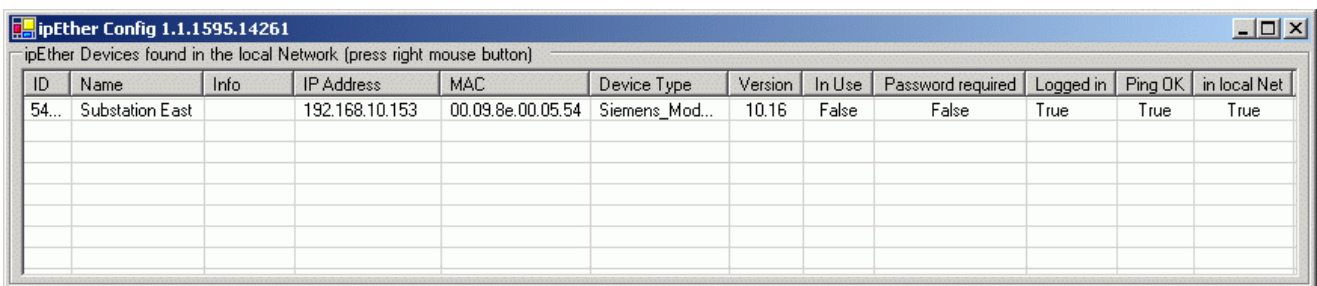 ipEther Config 1.1.1595.14261
ipEther Devices found in the local Network (press right mouse button)
ID Name Info IP Address MAC Device Type Version In Use Password required Logged in Ping OK in local Net
54... Substation East 192.168.10.153 00.09.8e.00.05.54 Siemens_Mod... 10.16 False False True True True